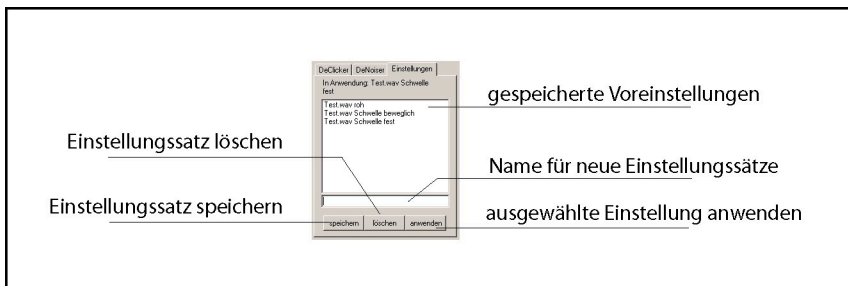 DeClicker DeNoiser Einstellungen
In Anwendung: Test.wav Schwelle
fest
Test.wav roh
Test.wav Schwelle beweglich
Test.wav Schwelle fest
speichern löschen anwenden
Einstellungssatz löschen
Einstellungssatz speichern
gespeicherte Voreinstellungen
Name für neue Einstellungssätze
ausgewählte Einstellung anwenden